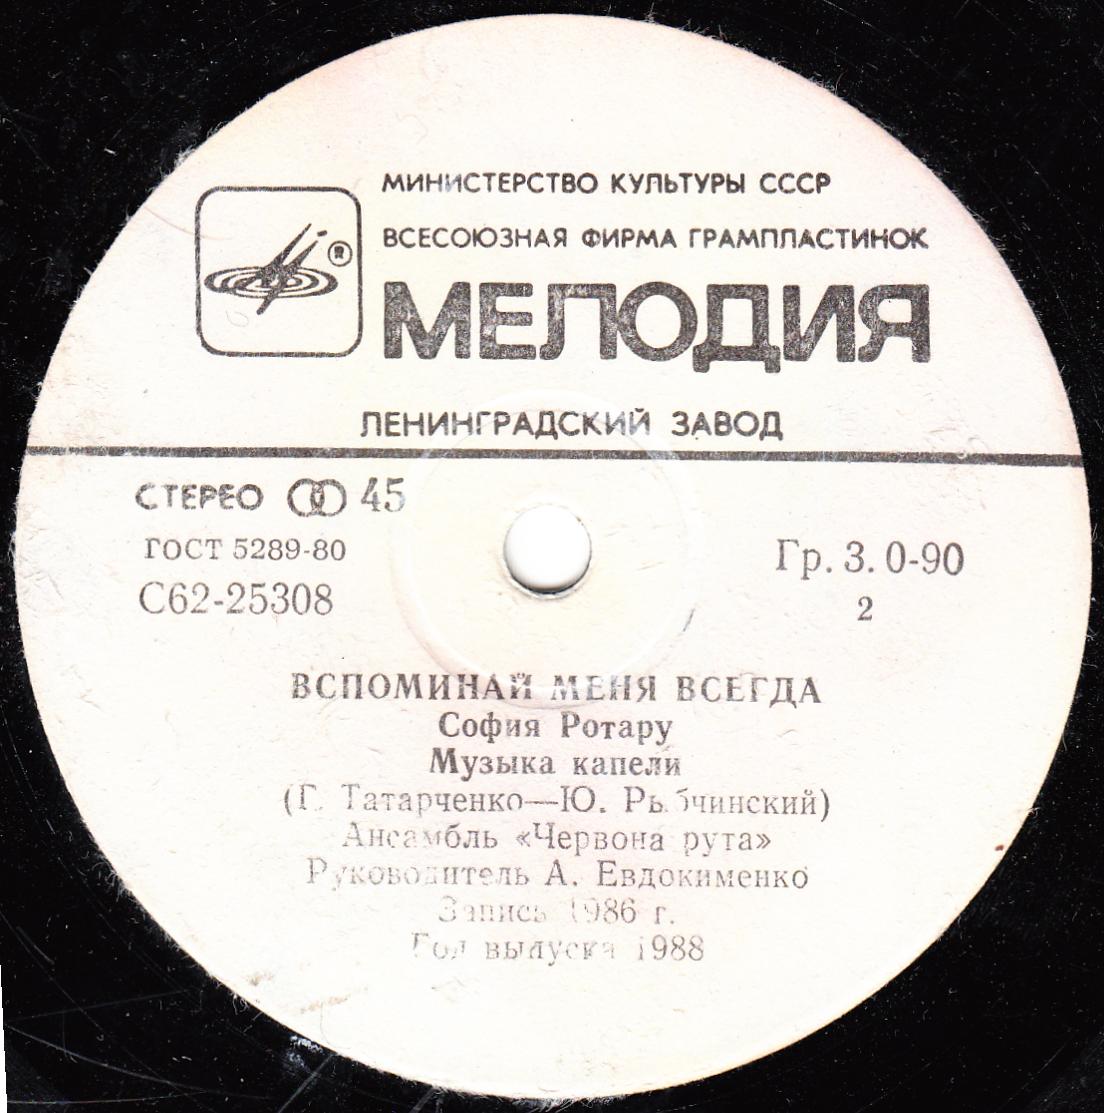 МИНИСТЕРСТВО КУЛЬТУРЫ СССР
ВСЕСОЮЗНАЯ ФИРМА ГРАМПЛАСТИНОК
®
МЕЛОДИЯ
ЛЕНИНГРАДСКИЙ ЗАВОД
СТЕРЕО 45
ГОСТ 5289-80
С62-25308
Гр. 3. 0-90
2
ВСПОМИНАЙ МЕНЯ ВСЕГДА
София Ротару
Музыка капели
(Г. Татарченко—Ю. Рыбчинский)
Ансамбль «Червона рута»
Руководитель А. Евдокименко
Запись 1986 г.
Год выпуска 1988